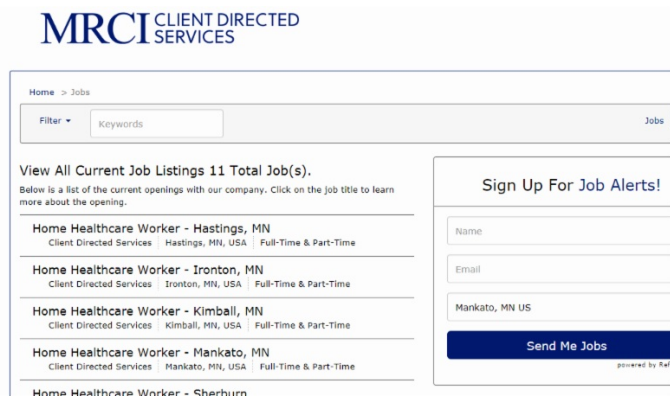 MRCI CLIENT DIRECTED
SERVICES
Home > Jobs
Filter
Keywords
Jobs
View All Current Job Listings 11 Total Job(s).
Below is a list of the current openings with our company. Click on the job title to learn
more about the opening.
Home Healthcare Worker - Hastings, MN
Client Directed Services Hastings, MN, USA Full-Time & Part-Time
Home Healthcare Worker - Ironton, MN
Client Directed Services Ironton, MN, USA Full-Time & Part-Time
Home Healthcare Worker - Kimball, MN
Client Directed Services Kimball, MN, USA Full-Time & Part-Time
Home Healthcare Worker - Mankato, MN
Client Directed Services Mankato, MN, USA Full-Time & Part-Time
Home Healthcare Worker - Sherburn
Sign Up For Job Alerts!
Name
Email
Mankato, MN US
Send Me Jobs
powered by